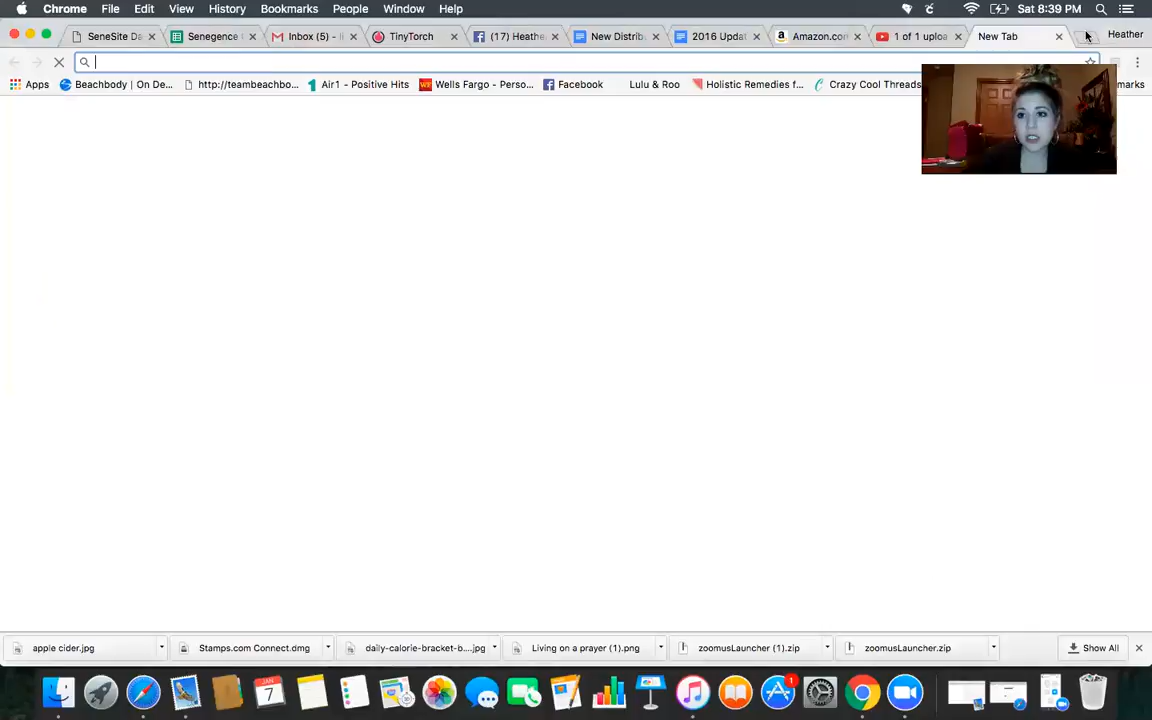 Chrome File Edit View History Bookmarks People Window Help Sat 8:39 PM
SeneSite Da Senegence Inbox (5) - TinyTorch (17) Heathe New Distrib 2016 Updat Amazon.co 1 of 1 uploa New Tab Heather
Apps Beachbody | On De... http://teambeachbo... Air1 - Positive Hits Wells Fargo - Perso... Facebook Lulu & Roo Holistic Remedies f... Crazy Cool Threads marks
apple cider.jpg Stamps.com Connect.dmg daily-calorie-bracket-b....jpg Living on a prayer (1).png zoomusLauncher (1).zip zoomusLauncher.zip Show All
JAN
7
1